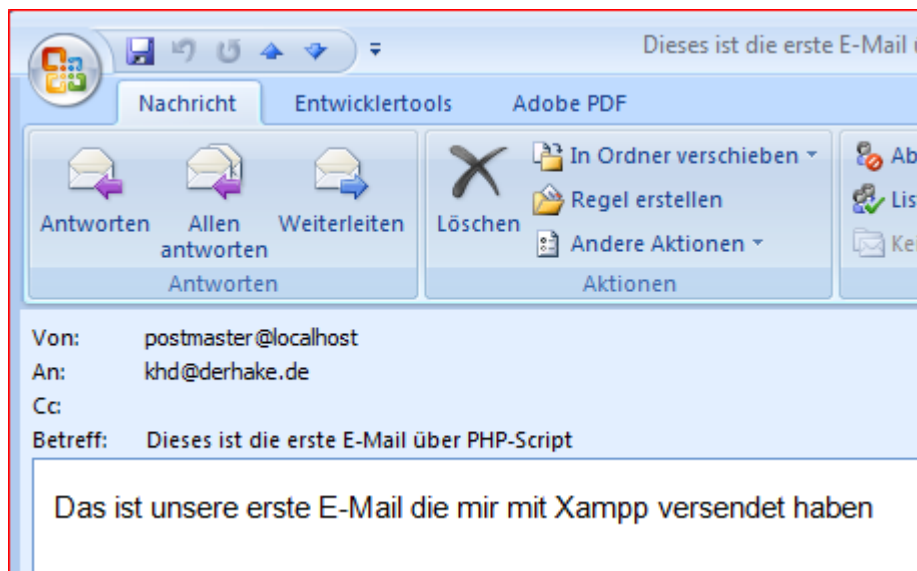 Dieses ist die erste E-Mail
Nachricht Entwicklertools Adobe PDF
In Ordner verschieben
Regel erstellen
Andere Aktionen
Antworten Allen antworten Weiterleiten Löschen
Antworten Aktionen
Von: postmaster@localhost
An: khd@derhake.de
Cc:
Betreff: Dieses ist die erste E-Mail über PHP-Script
Das ist unsere erste E-Mail die mir mit Xampp versendet haben